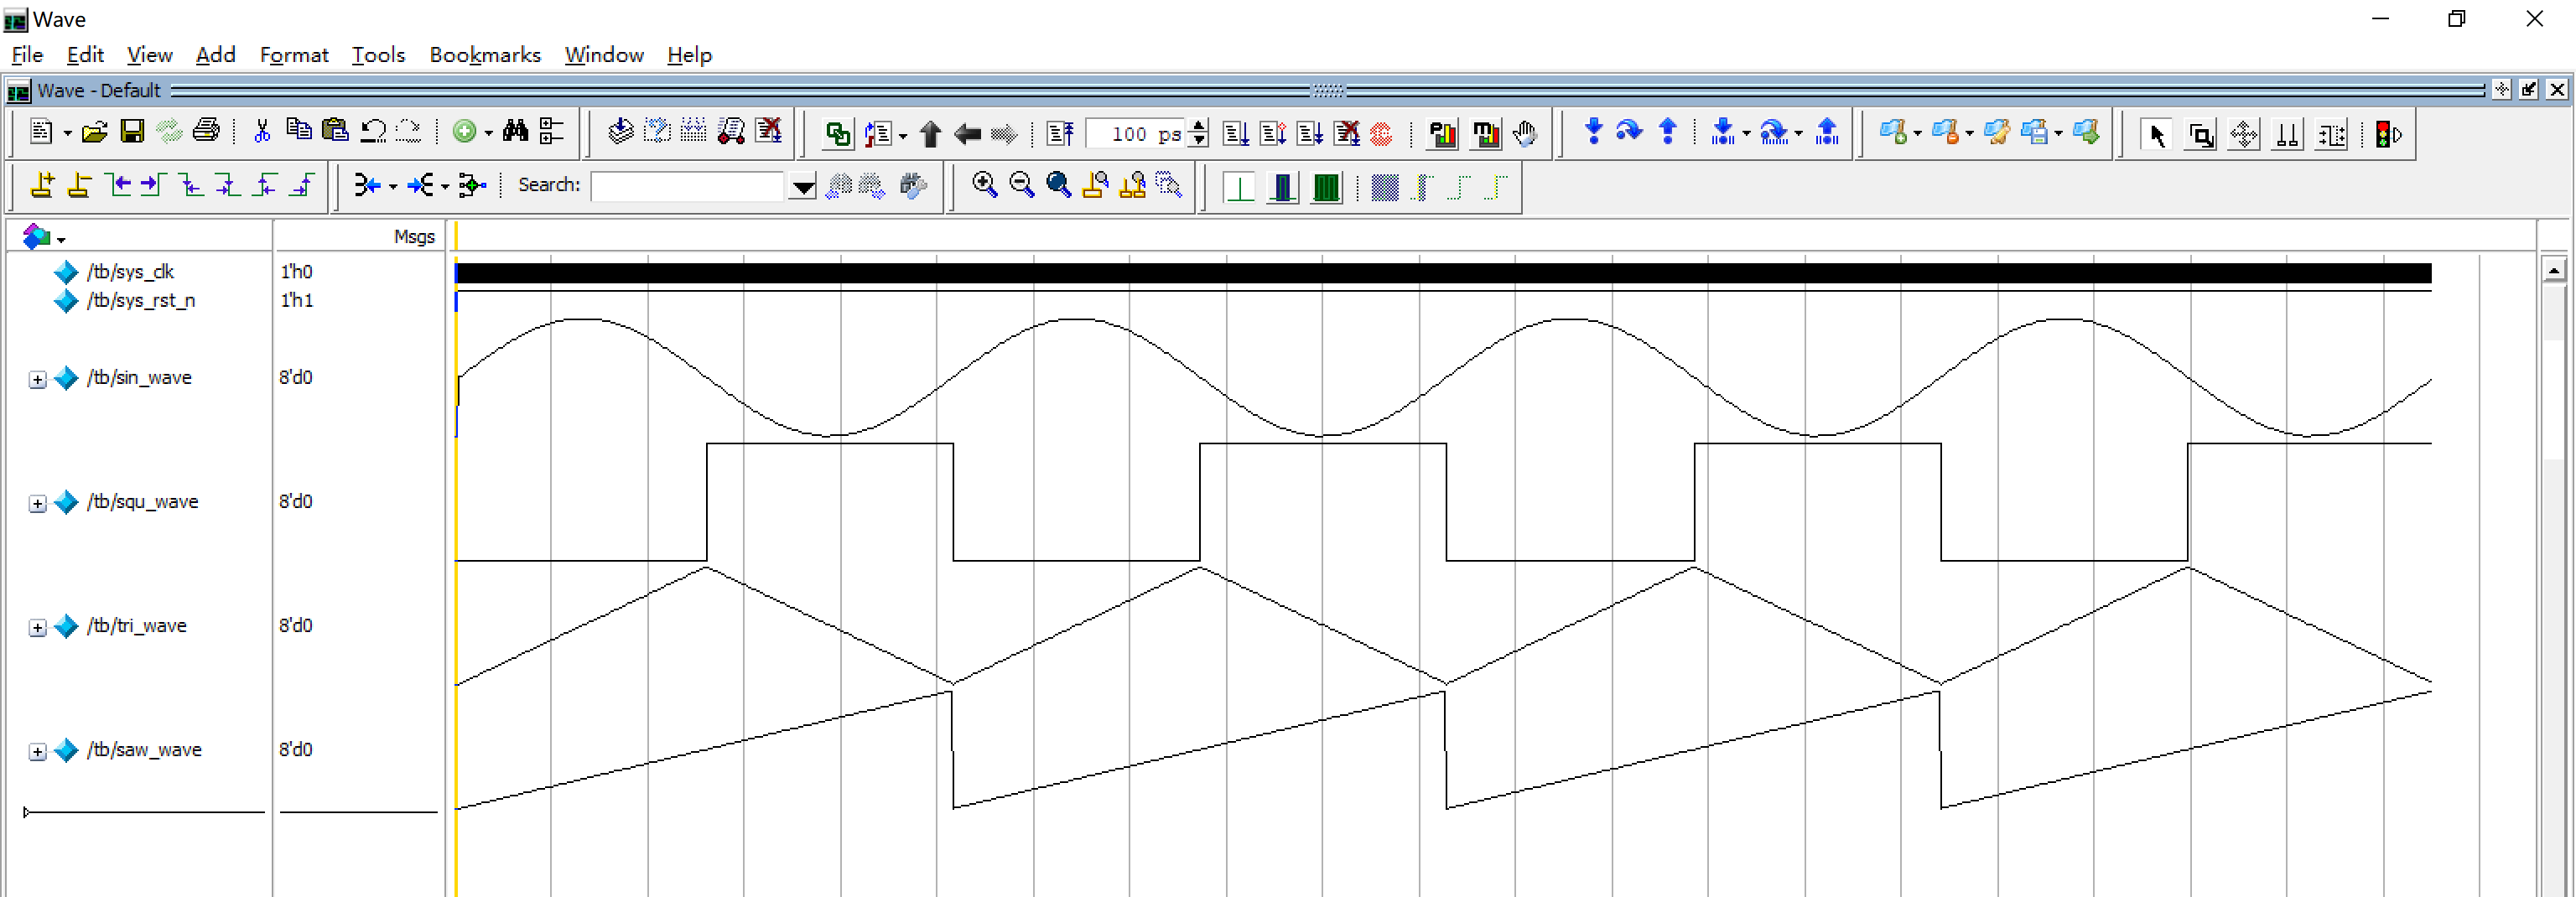 Wave
File Edit View Add Format Tools Bookmarks Window Help
Wave - Default
100 ps
Search:
Msgs
/tb/sys_clk 1'h0
/tb/sys_rst_n 1'h1
/tb/sin_wave 8'd0
/tb/squ_wave 8'd0
/tb/tri_wave 8'd0
/tb/saw_wave 8'd0